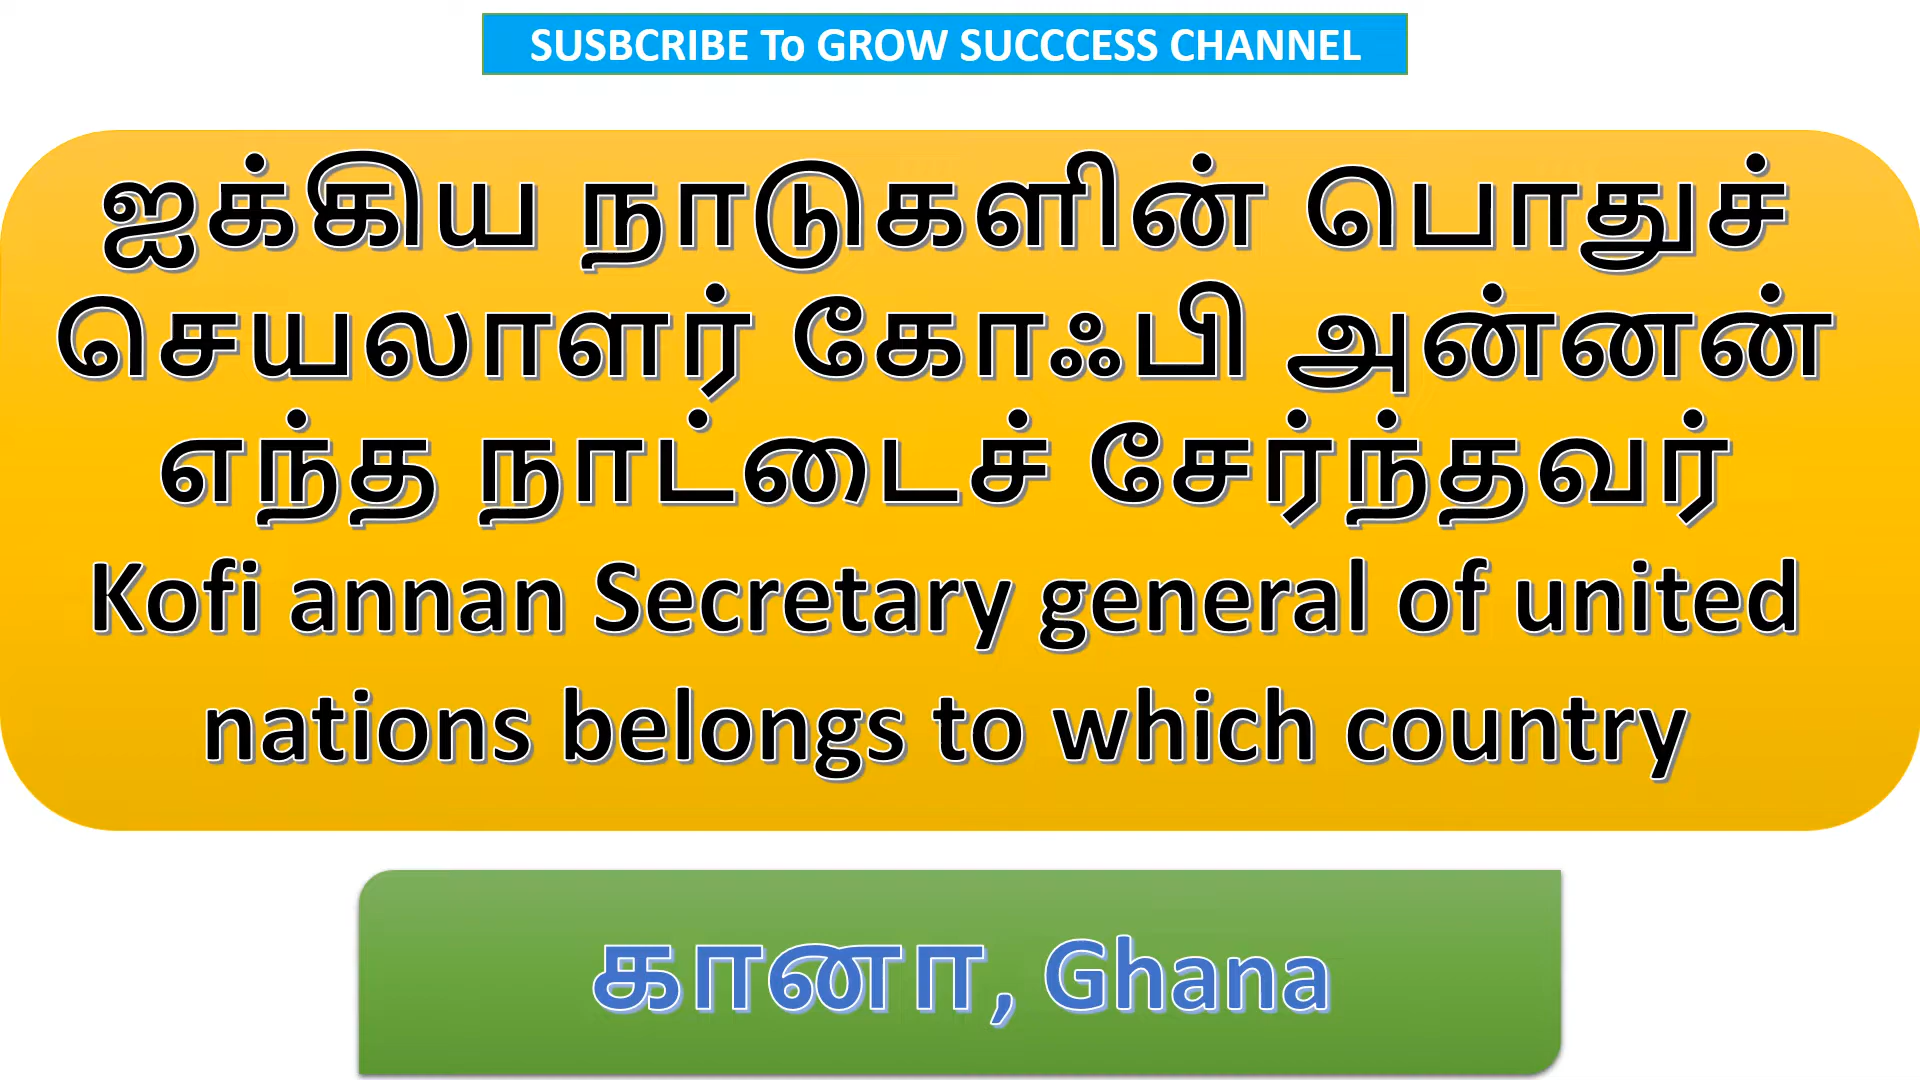 SUSBCRIBE To GROW SUCCCESS CHANNEL
ஐக்கிய நாடுகளின் பொதுச்
செயலாளர் கோஃபி அன்னன்
எந்த நாட்டைச் சேர்ந்தவர்
Kofi annan Secretary general of united
nations belongs to which country
கானா, Ghana